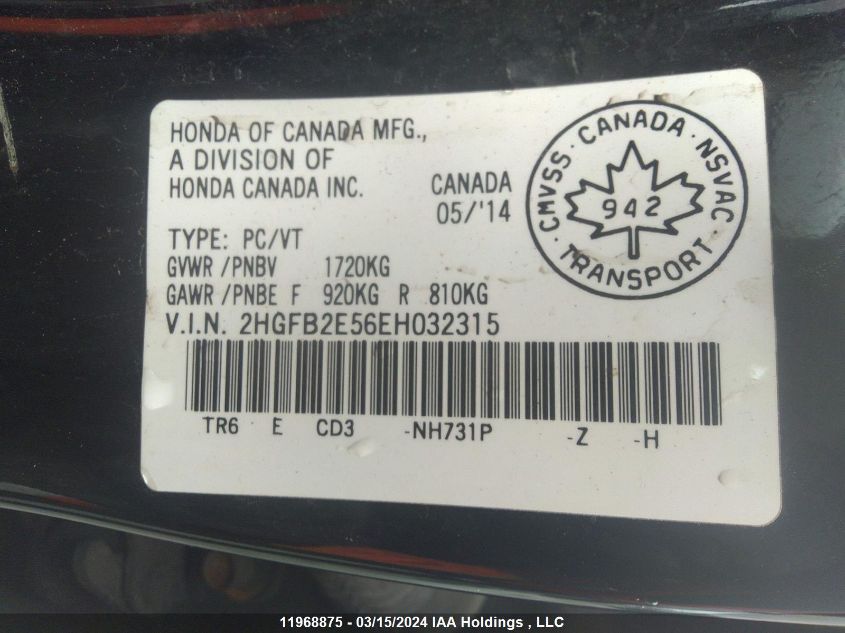 HONDA OF CANADA MFG.,
A DIVISION OF
HONDA CANADA INC.
CANADA
05/'14
CMVSS · CANADA · NSVAC
942
· TRANSPORT ·
TYPE: PC/VT
GVWR /PNBV 1720KG
GAWR /PNBE F 920KG R 810KG
V.I.N. 2HGFB2E56EH032315
TR6 E CD3 -NH731P -Z -H
11968875 - 03/15/2024 IAA Holdings , LLC